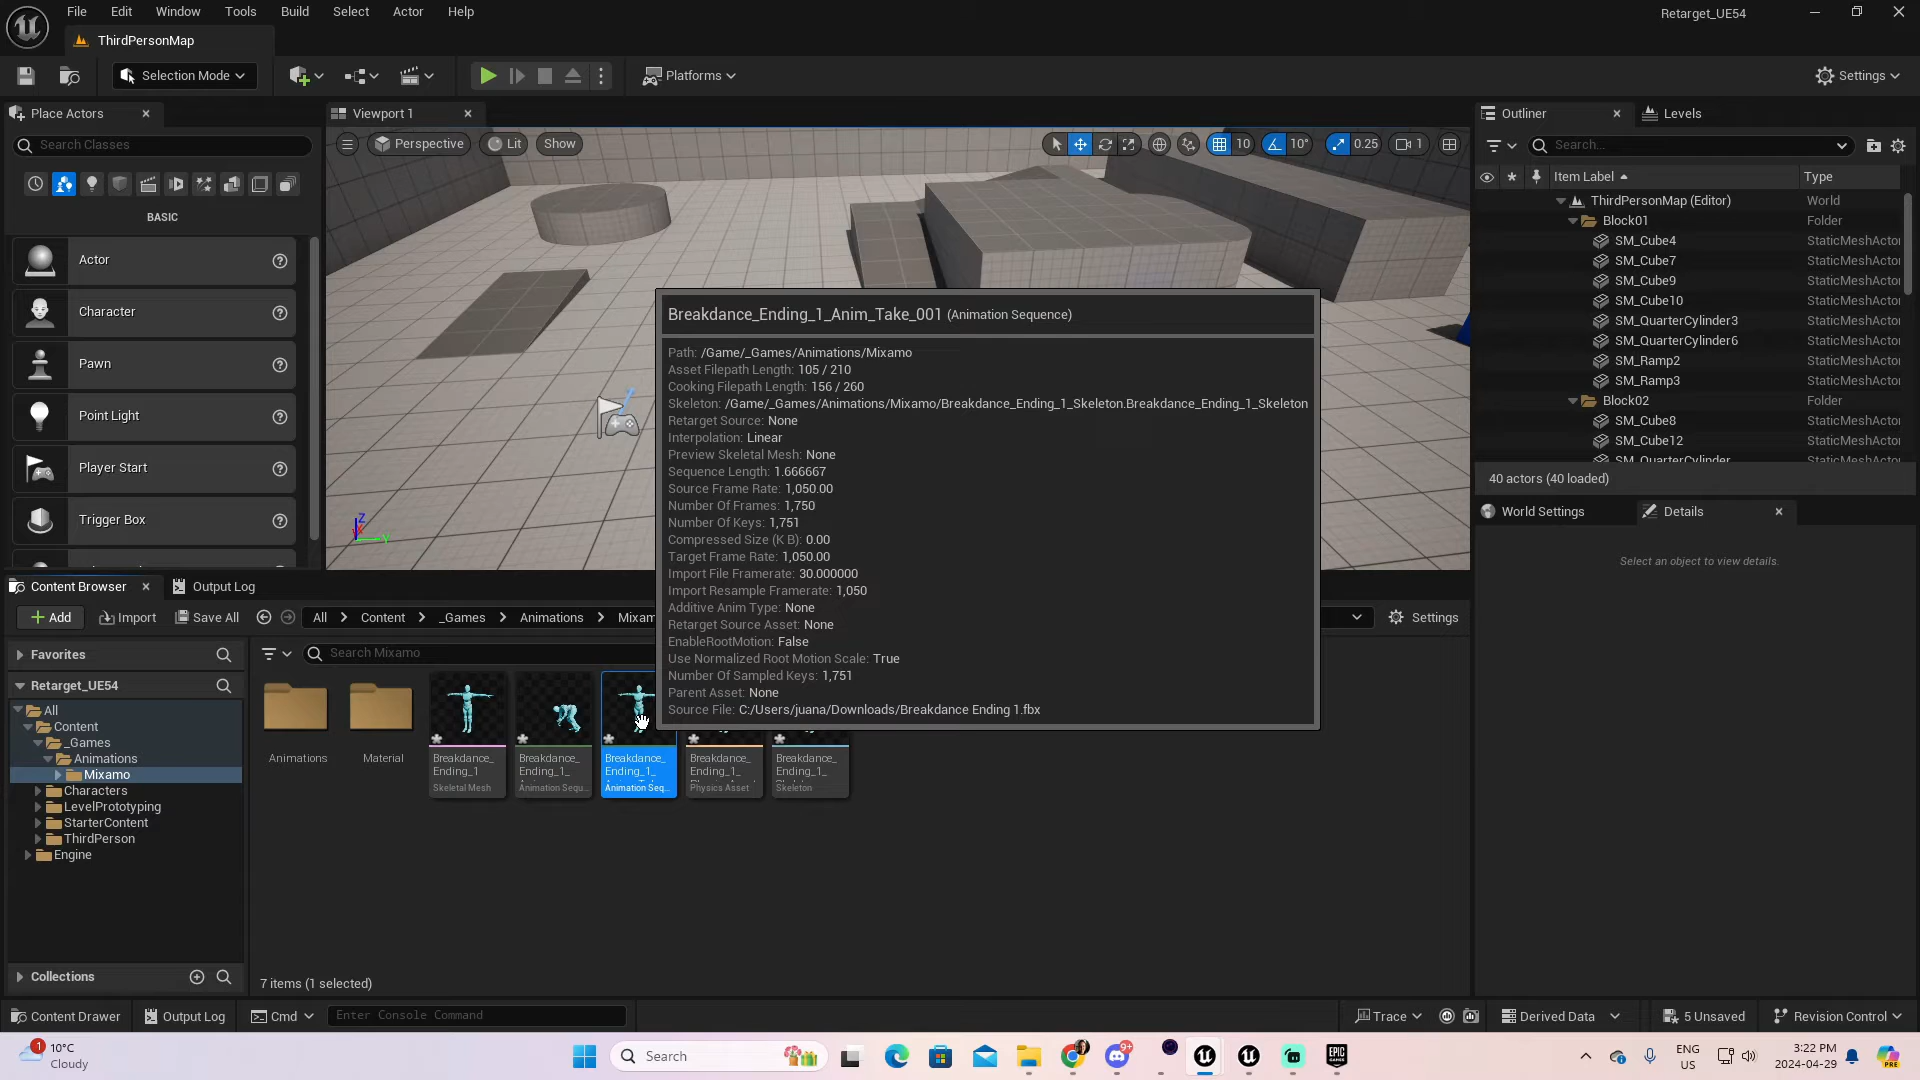 File Edit Window Tools Build Select Actor Help
Retarget_UE54
ThirdPersonMap
Selection Mode
Platforms
Settings
Place Actors
Search Classes
BASIC
Actor
Character
Pawn
Point Light
Player Start
Trigger Box
Viewport 1
Perspective Lit Show
10 10° 0.25 1
Z
Y
Breakdance_Ending_1_Anim_Take_001 (Animation Sequence)
Path: /Game/_Games/Animations/Mixamo
Asset Filepath Length: 105 / 210
Cooking Filepath Length: 156 / 260
Skeleton: /Game/_Games/Animations/Mixamo/Breakdance_Ending_1_Skeleton.Breakdance_Ending_1_Skeleton
Retarget Source: None
Interpolation: Linear
Preview Skeletal Mesh: None
Sequence Length: 1.666667
Source Frame Rate: 1,050.00
Number Of Frames: 1,750
Number Of Keys: 1,751
Compressed Size (K B): 0.00
Target Frame Rate: 1,050.00
Import File Framerate: 30.000000
Import Resample Framerate: 1,050
Additive Anim Type: None
Retarget Source Asset: None
EnableRootMotion: False
Use Normalized Root Motion Scale: True
Number Of Sampled Keys: 1,751
Parent Asset: None
Source File: C:/Users/juana/Downloads/Breakdance Ending 1.fbx
Outliner Levels
Search...
Item Label Type
ThirdPersonMap (Editor) World
Block01 Folder
SM_Cube4 StaticMeshActor
SM_Cube7 StaticMeshActor
SM_Cube9 StaticMeshActor
SM_Cube10 StaticMeshActor
SM_QuarterCylinder3 StaticMeshActor
SM_QuarterCylinder6 StaticMeshActor
SM_Ramp2 StaticMeshActor
SM_Ramp3 StaticMeshActor
Block02 Folder
SM_Cube8 StaticMeshActor
SM_Cube12 StaticMeshActor
SM_QuarterCylinder StaticMeshActor
40 actors (40 loaded)
World Settings Details
Select an object to view details.
Content Browser Output Log
Add Import Save All All Content _Games Animations Mixam
Settings
Favorites
Retarget_UE54
All
Content
_Games
Animations
Mixamo
Characters
LevelPrototyping
StarterContent
ThirdPerson
Engine
Collections
Search Mixamo
Animations
Material
Breakdance_
Ending_1
Skeletal Mesh
Breakdance_
Ending_1_
Animation Sequ...
Breakdance_
Ending_1_
Animation Seq...
Breakdance_
Ending_1_
Physics Asset
Breakdance_
Ending_1_
Skeleton
7 items (1 selected)
Content Drawer Output Log Cmd Enter Console Command
Trace Derived Data 5 Unsaved Revision Control
1
10°C
Cloudy
Search
9+
EPIC
GAMES
ENG
US
3:22 PM
2024-04-29
PRE